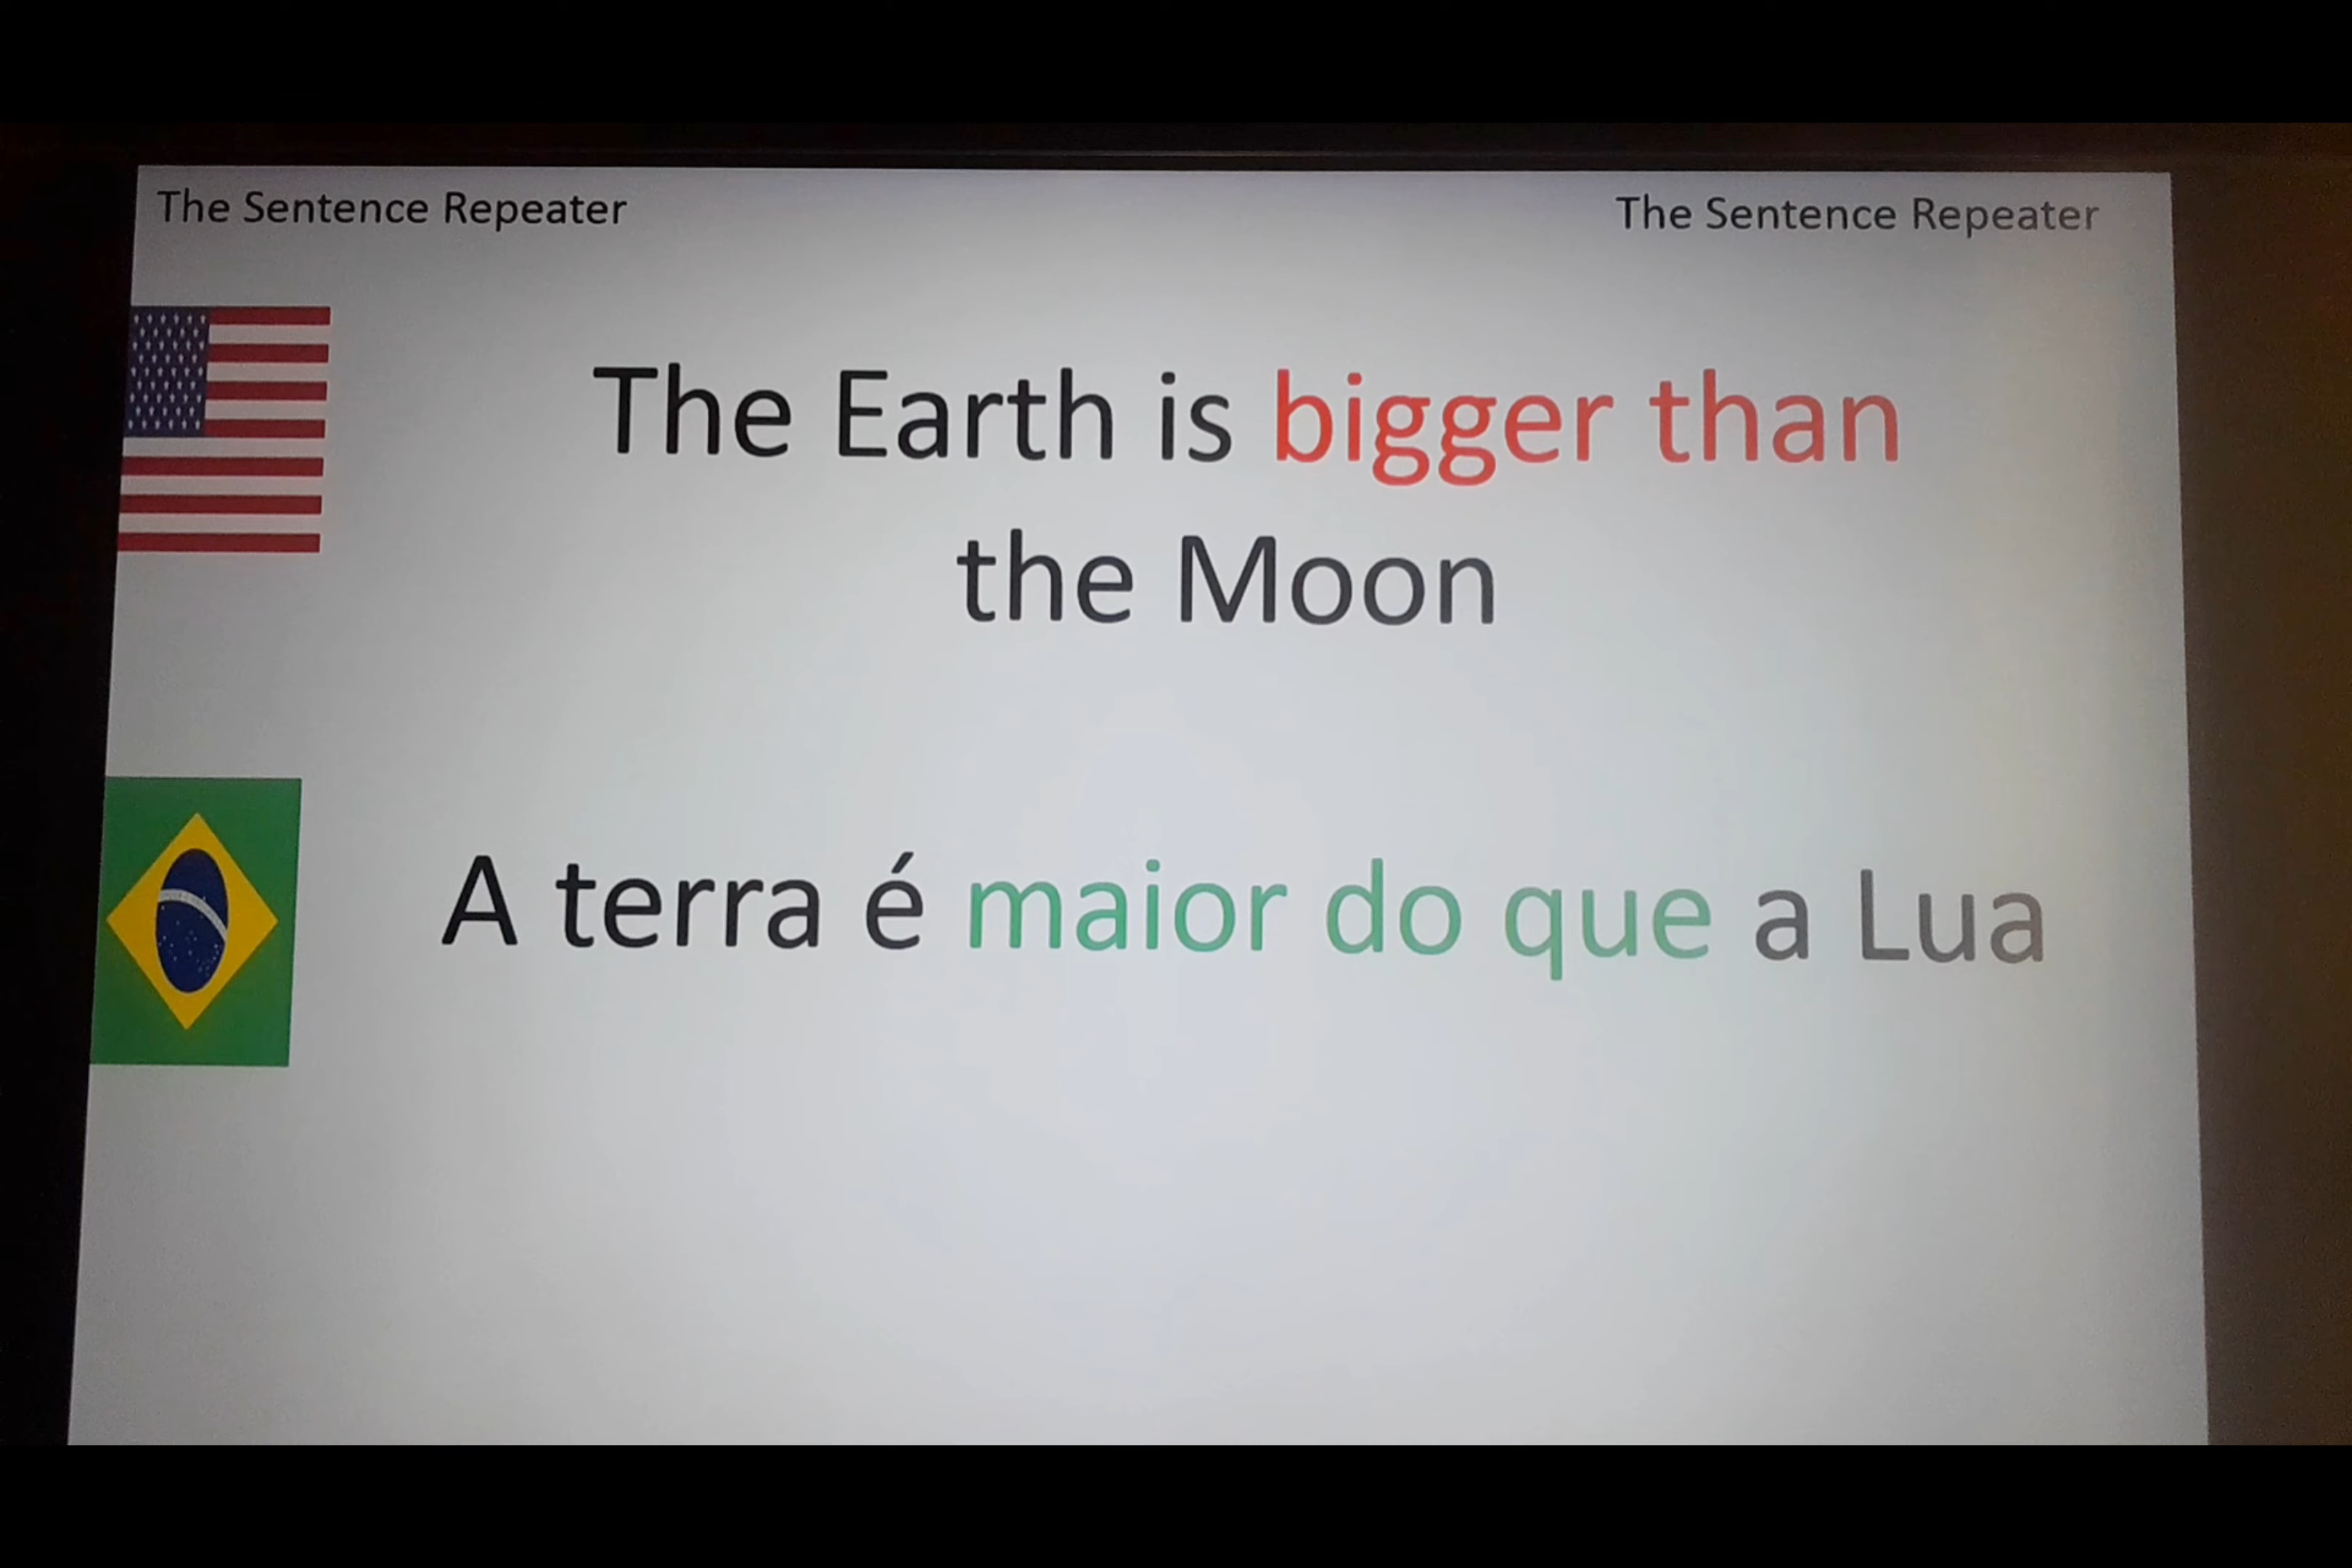 The Sentence Repeater
The Sentence Repeater
The Earth is bigger than
the Moon
A terra é maior do que a Lua